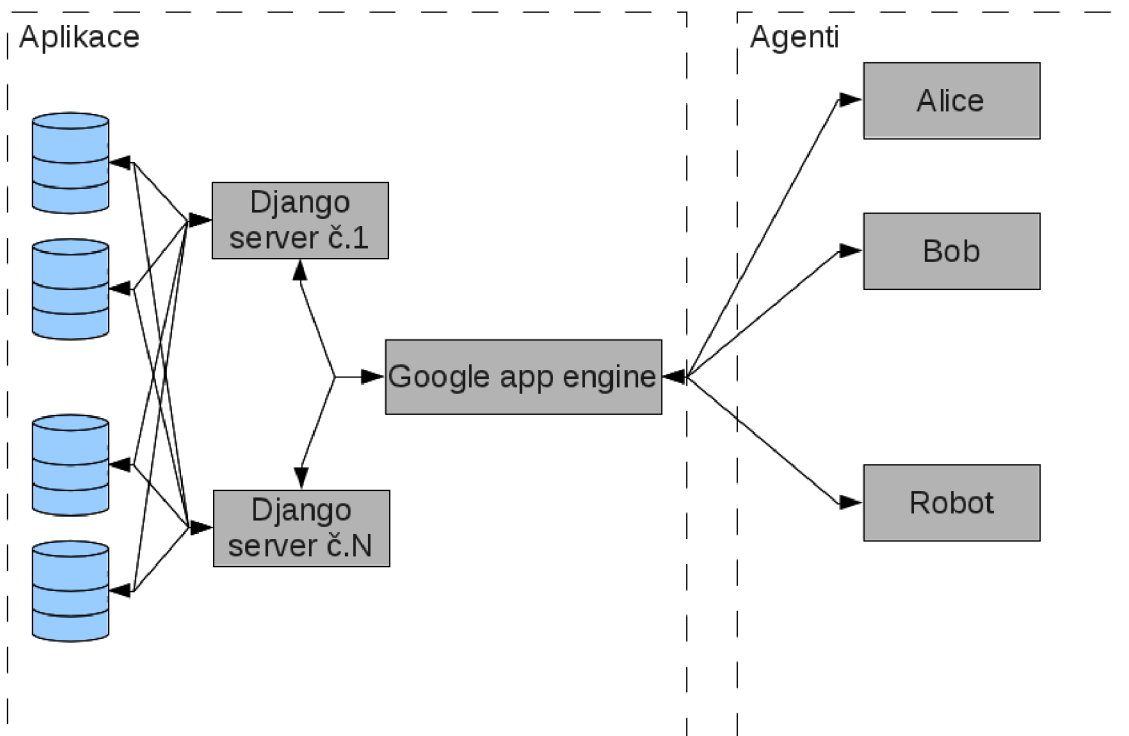 Aplikace
Agenti
Alice
Django
server č.1
Bob
Google app engine
Django
server č.N
Robot